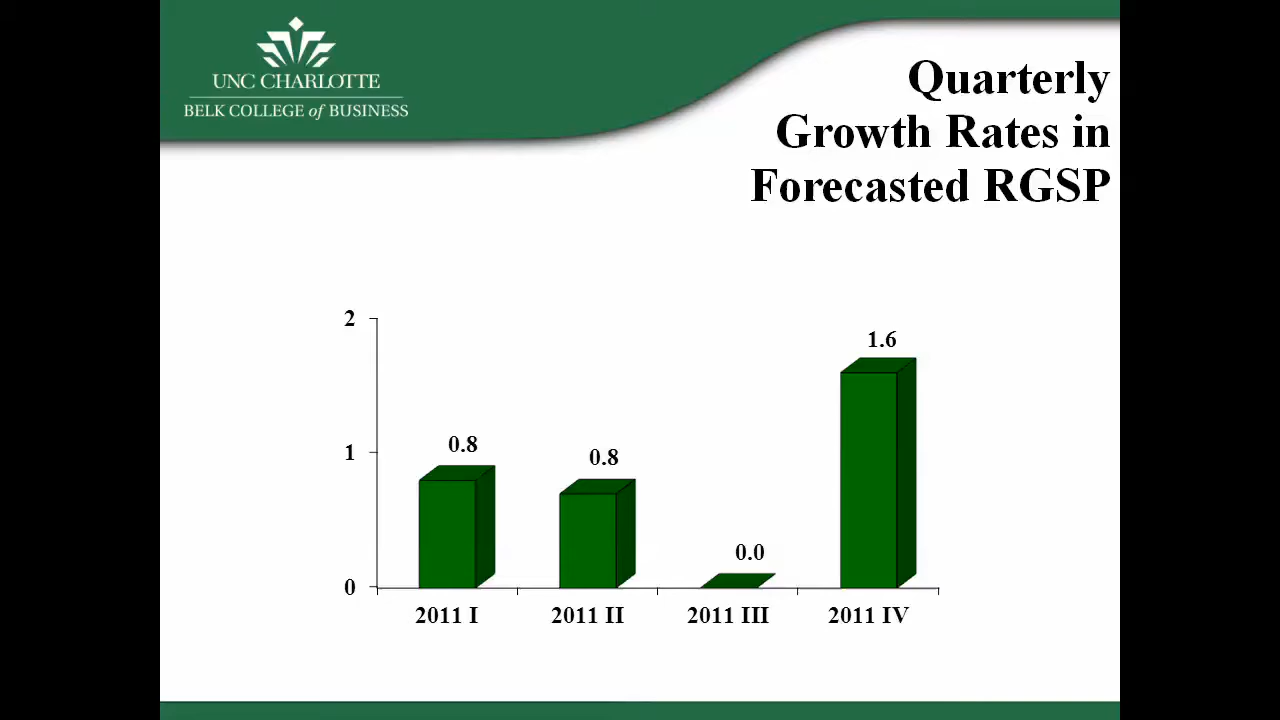 UNC CHARLOTTE
BELK COLLEGE of BUSINESS
Quarterly
Growth Rates in
Forecasted RGSP
2
1
0
0.8
0.8
0.0
1.6
2011 I
2011 II
2011 III
2011 IV